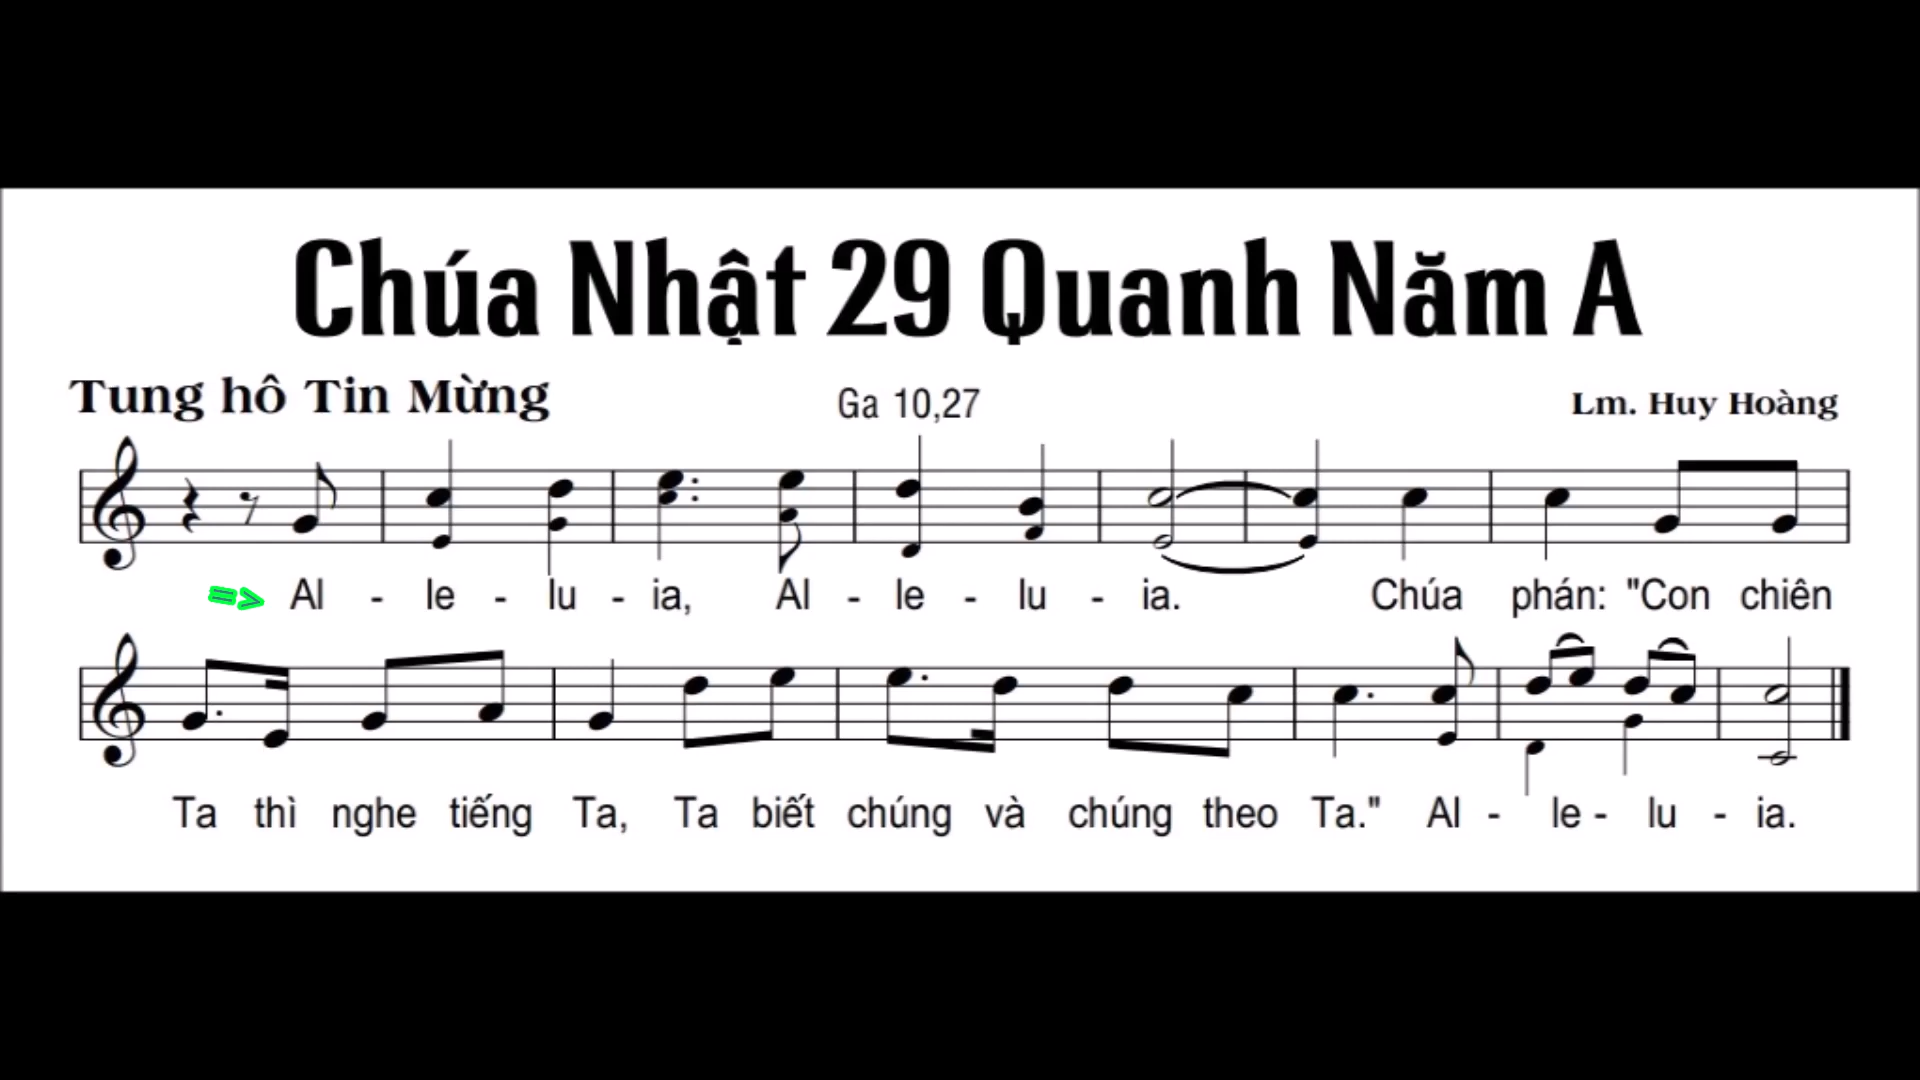 Chúa Nhật 29 Quanh Năm A
Tung hô Tin Mừng Ga 10,27 Lm. Huy Hoàng
=> Al - le - lu - ia, Al - le - lu - ia. Chúa phán: "Con chiên
Ta thì nghe tiếng Ta, Ta biết chúng và chúng theo Ta." Al - le - lu - ia.